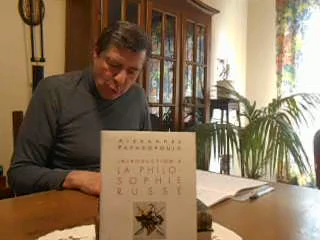 ALEXANDRE
PAPADOPOULO
INTRODUCTION À
LA PHILO
SOPHIE
RUSSE